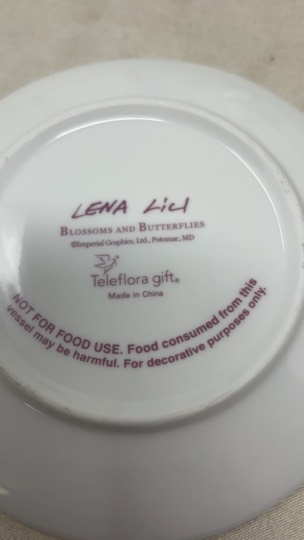 LENA LiLI
BLOSSOMS AND BUTTERFLIES
©Imperial Graphics, Ltd., Potomac, MD
Teleflora gift®
Made in China
NOT FOR FOOD USE. Food consumed from this
vessel may be harmful. For decorative purposes only.